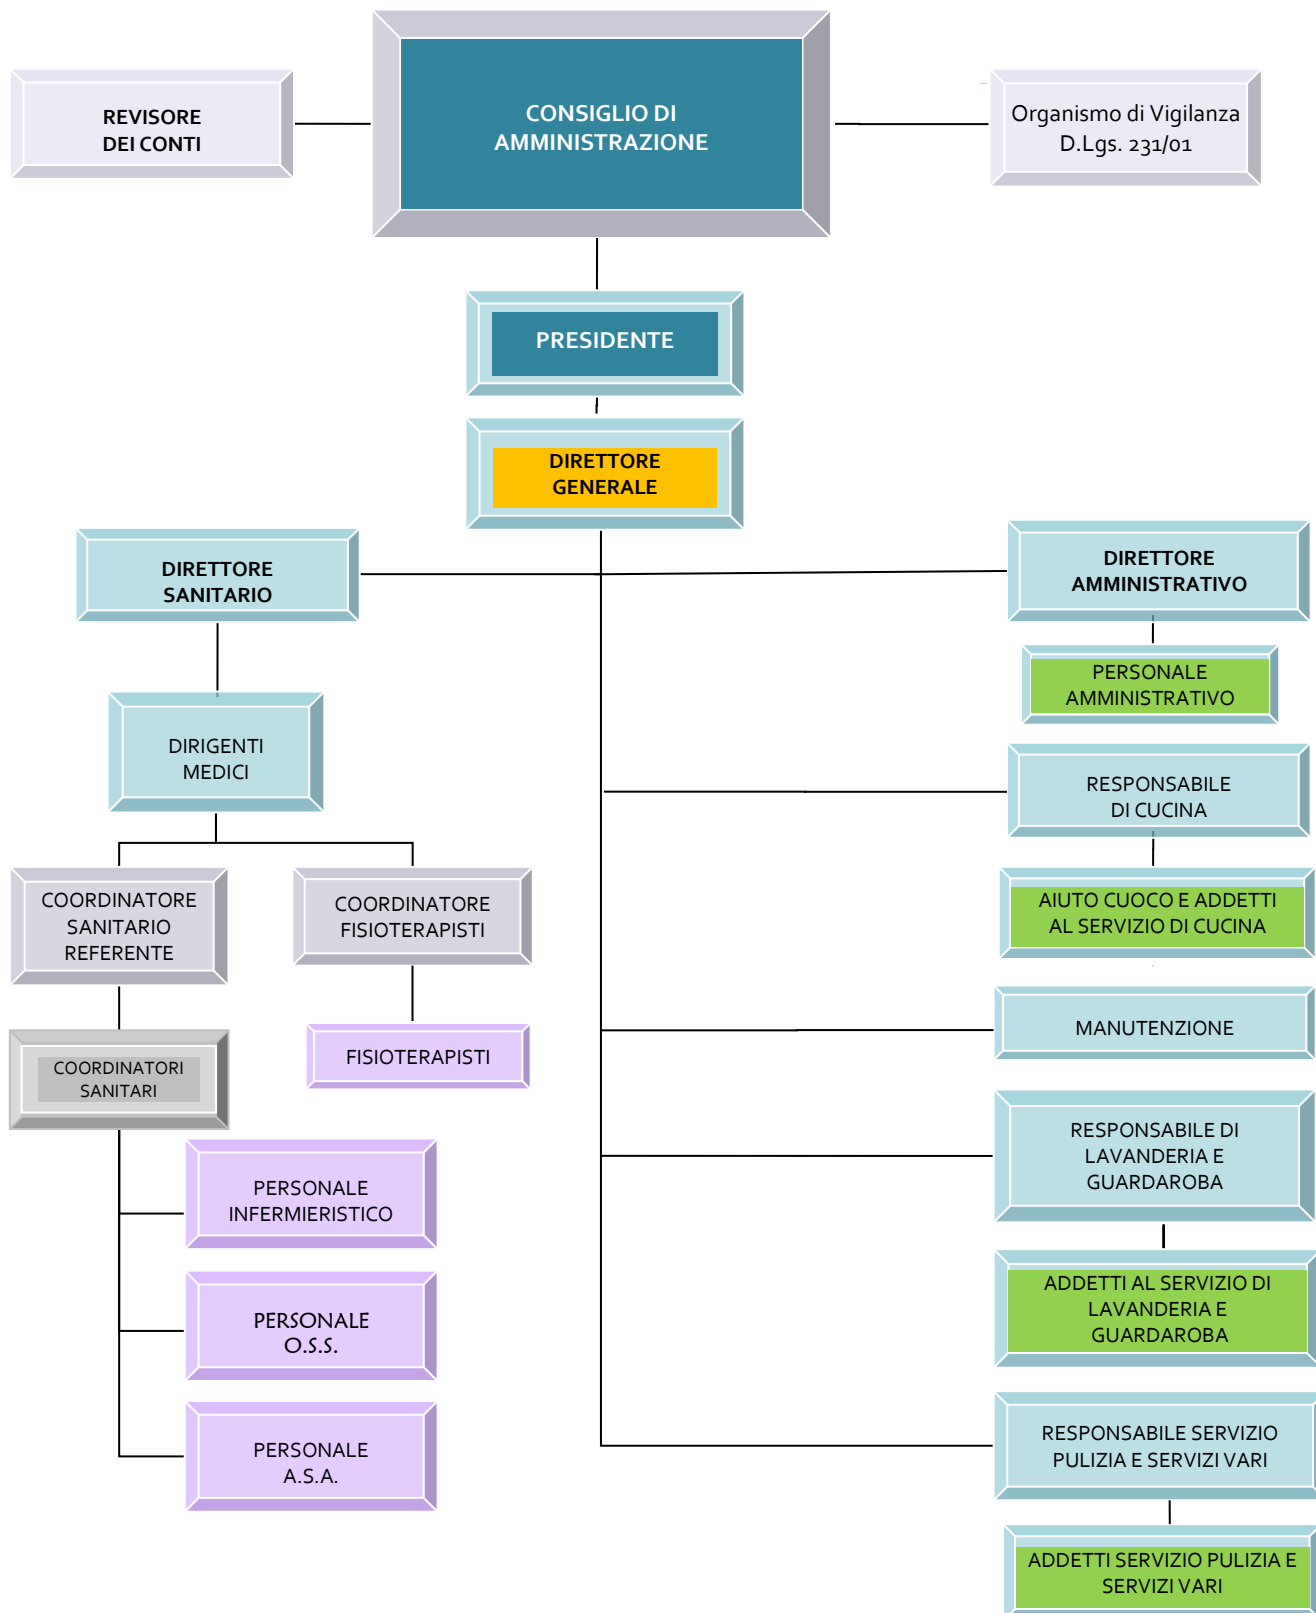 REVISORE
DEI CONTI
CONSIGLIO DI
AMMINISTRAZIONE
Organismo di Vigilanza
D.Lgs. 231/01
PRESIDENTE
DIRETTORE
GENERALE
DIRETTORE
SANITARIO
DIRETTORE
AMMINISTRATIVO
PERSONALE
AMMINISTRATIVO
DIRIGENTI
MEDICI
RESPONSABILE
DI CUCINA
COORDINATORE
SANITARIO
REFERENTE
COORDINATORE
FISIOTERAPISTI
AIUTO CUOCO E ADDETTI
AL SERVIZIO DI CUCINA
MANUTENZIONE
COORDINATORI
SANITARI
FISIOTERAPISTI
RESPONSABILE DI
LAVANDERIA E
GUARDAROBA
PERSONALE
INFERMIERISTICO
ADDETTI AL SERVIZIO DI
LAVANDERIA E
GUARDAROBA
PERSONALE
O.S.S.
PERSONALE
A.S.A.
RESPONSABILE SERVIZIO
PULIZIA E SERVIZI VARI
ADDETTI SERVIZIO PULIZIA E
SERVIZI VARI